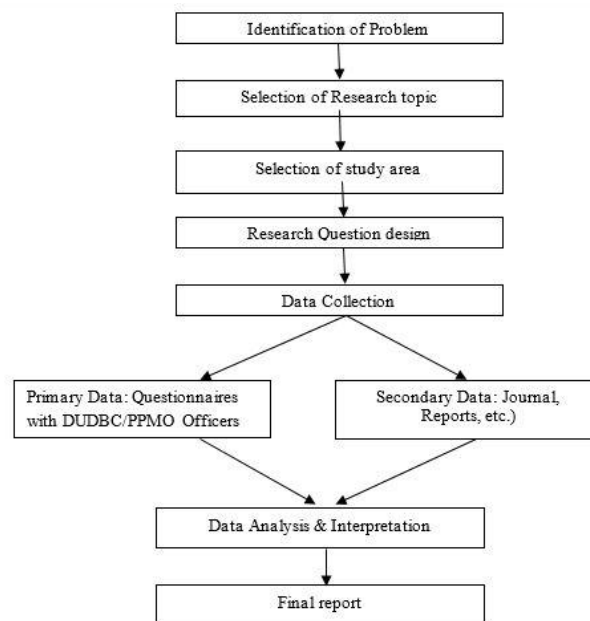 Identification of Problem
Selection of Research topic
Selection of study area
Research Question design
Data Collection
Primary Data: Questionnaires
with DUDBC/PPMO Officers
Secondary Data: Journal,
Reports, etc.)
Data Analysis & Interpretation
Final report